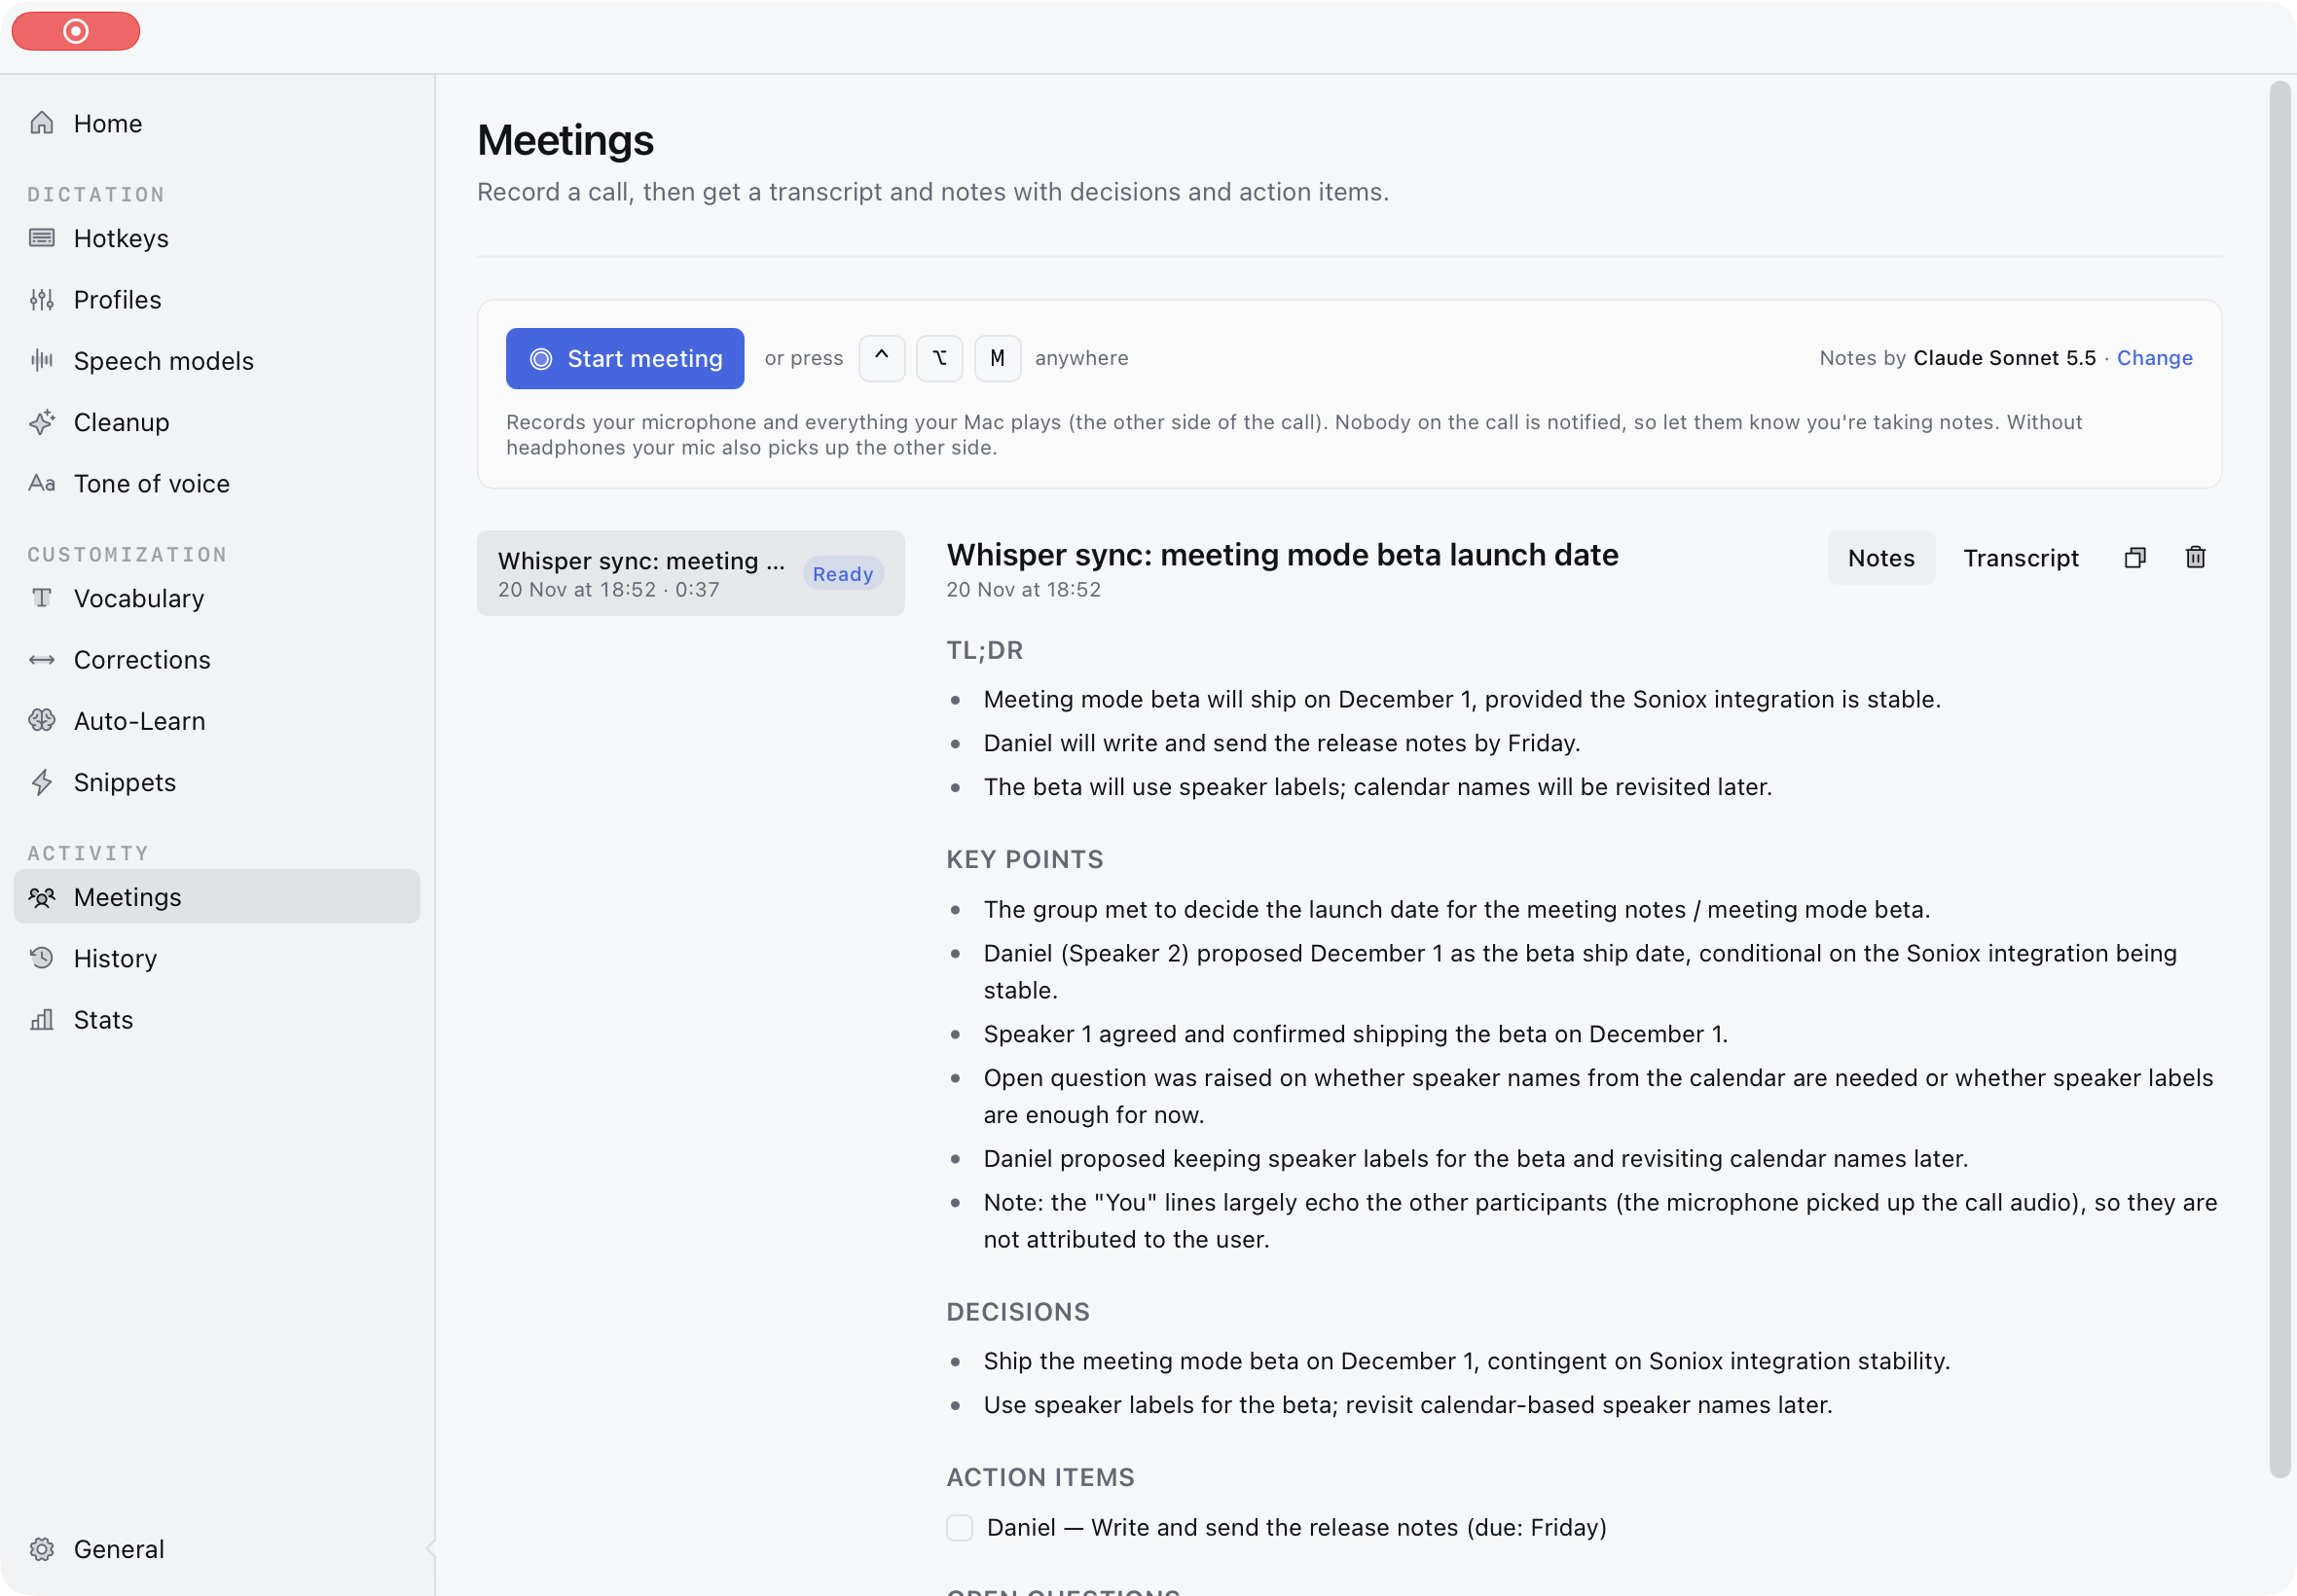 Home
DICTATION
Hotkeys
Profiles
Speech models
Cleanup
Aa Tone of voice
CUSTOMIZATION
Vocabulary
Corrections
Auto-Learn
Snippets
ACTIVITY
Meetings
History
Stats
General
Meetings
Record a call, then get a transcript and notes with decisions and action items.
Start meeting or press ^ ⌥ M anywhere
Notes by Claude Sonnet 5.5 · Change
Records your microphone and everything your Mac plays (the other side of the call). Nobody on the call is notified, so let them know you're taking notes. Without
headphones your mic also picks up the other side.
Whisper sync: meeting ...
20 Nov at 18:52 · 0:37
Ready
Whisper sync: meeting mode beta launch date
20 Nov at 18:52
Notes
Transcript
TL;DR
• Meeting mode beta will ship on December 1, provided the Soniox integration is stable.
• Daniel will write and send the release notes by Friday.
• The beta will use speaker labels; calendar names will be revisited later.
KEY POINTS
• The group met to decide the launch date for the meeting notes / meeting mode beta.
• Daniel (Speaker 2) proposed December 1 as the beta ship date, conditional on the Soniox integration being
stable.
• Speaker 1 agreed and confirmed shipping the beta on December 1.
• Open question was raised on whether speaker names from the calendar are needed or whether speaker labels
are enough for now.
• Daniel proposed keeping speaker labels for the beta and revisiting calendar names later.
• Note: the "You" lines largely echo the other participants (the microphone picked up the call audio), so they are
not attributed to the user.
DECISIONS
• Ship the meeting mode beta on December 1, contingent on Soniox integration stability.
• Use speaker labels for the beta; revisit calendar-based speaker names later.
ACTION ITEMS
Daniel — Write and send the release notes (due: Friday)
OPEN QUESTIONS